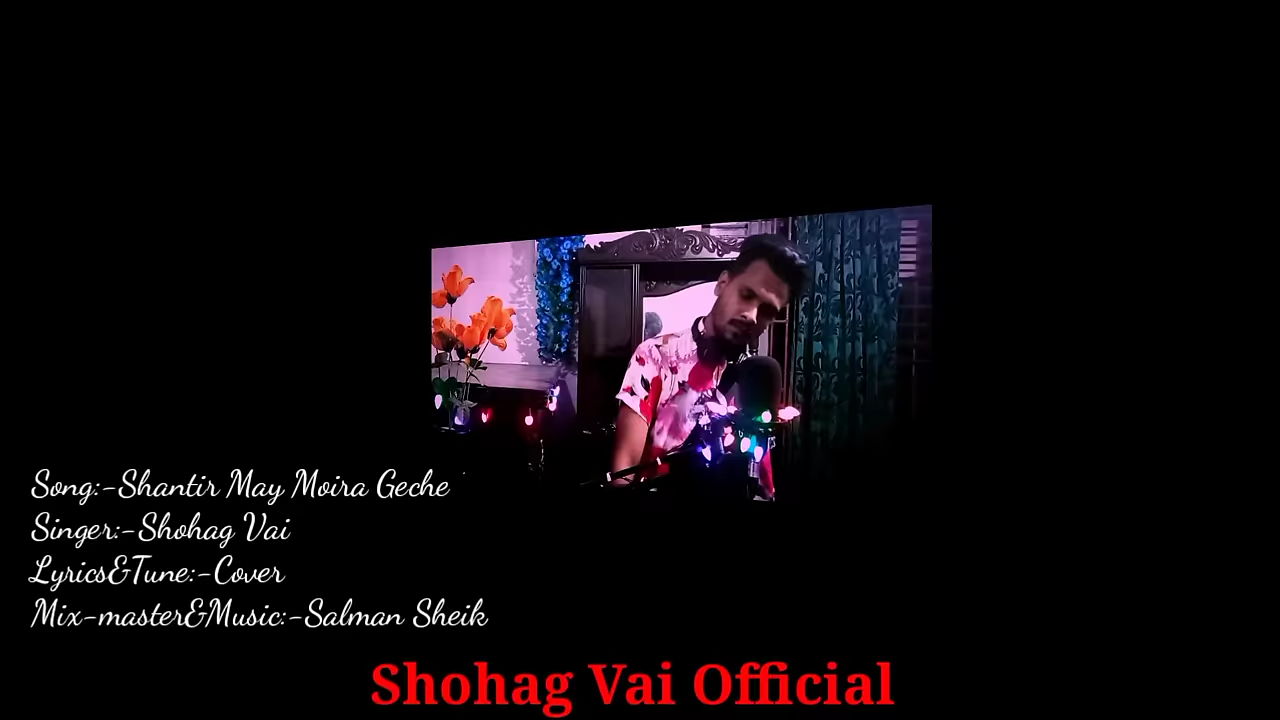 Song:-Shantir May Moira Geche
Singer:-Shohag Vai
Lyrics&Tune:-Cover
Mix-master&Music:-Salman Sheik
Shohag Vai Official